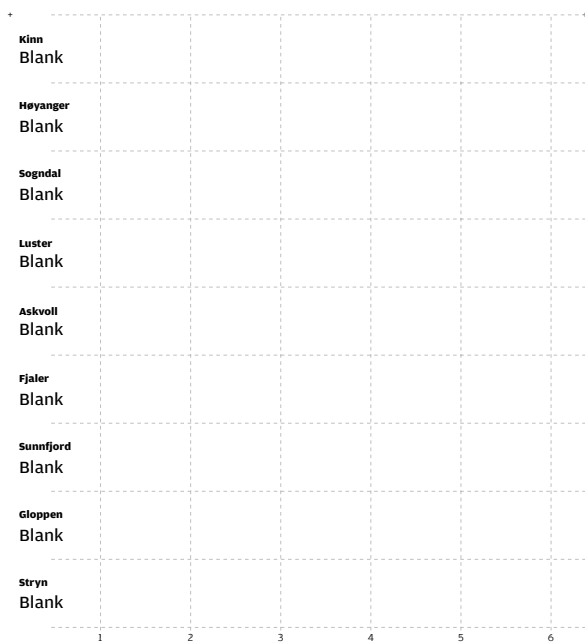 Kinn
Blank
Høyanger
Blank
Sogndal
Blank
Luster
Blank
Askvoll
Blank
Fjaler
Blank
Sunnfjord
Blank
Gloppen
Blank
Stryn
Blank
1 2 3 4 5 6